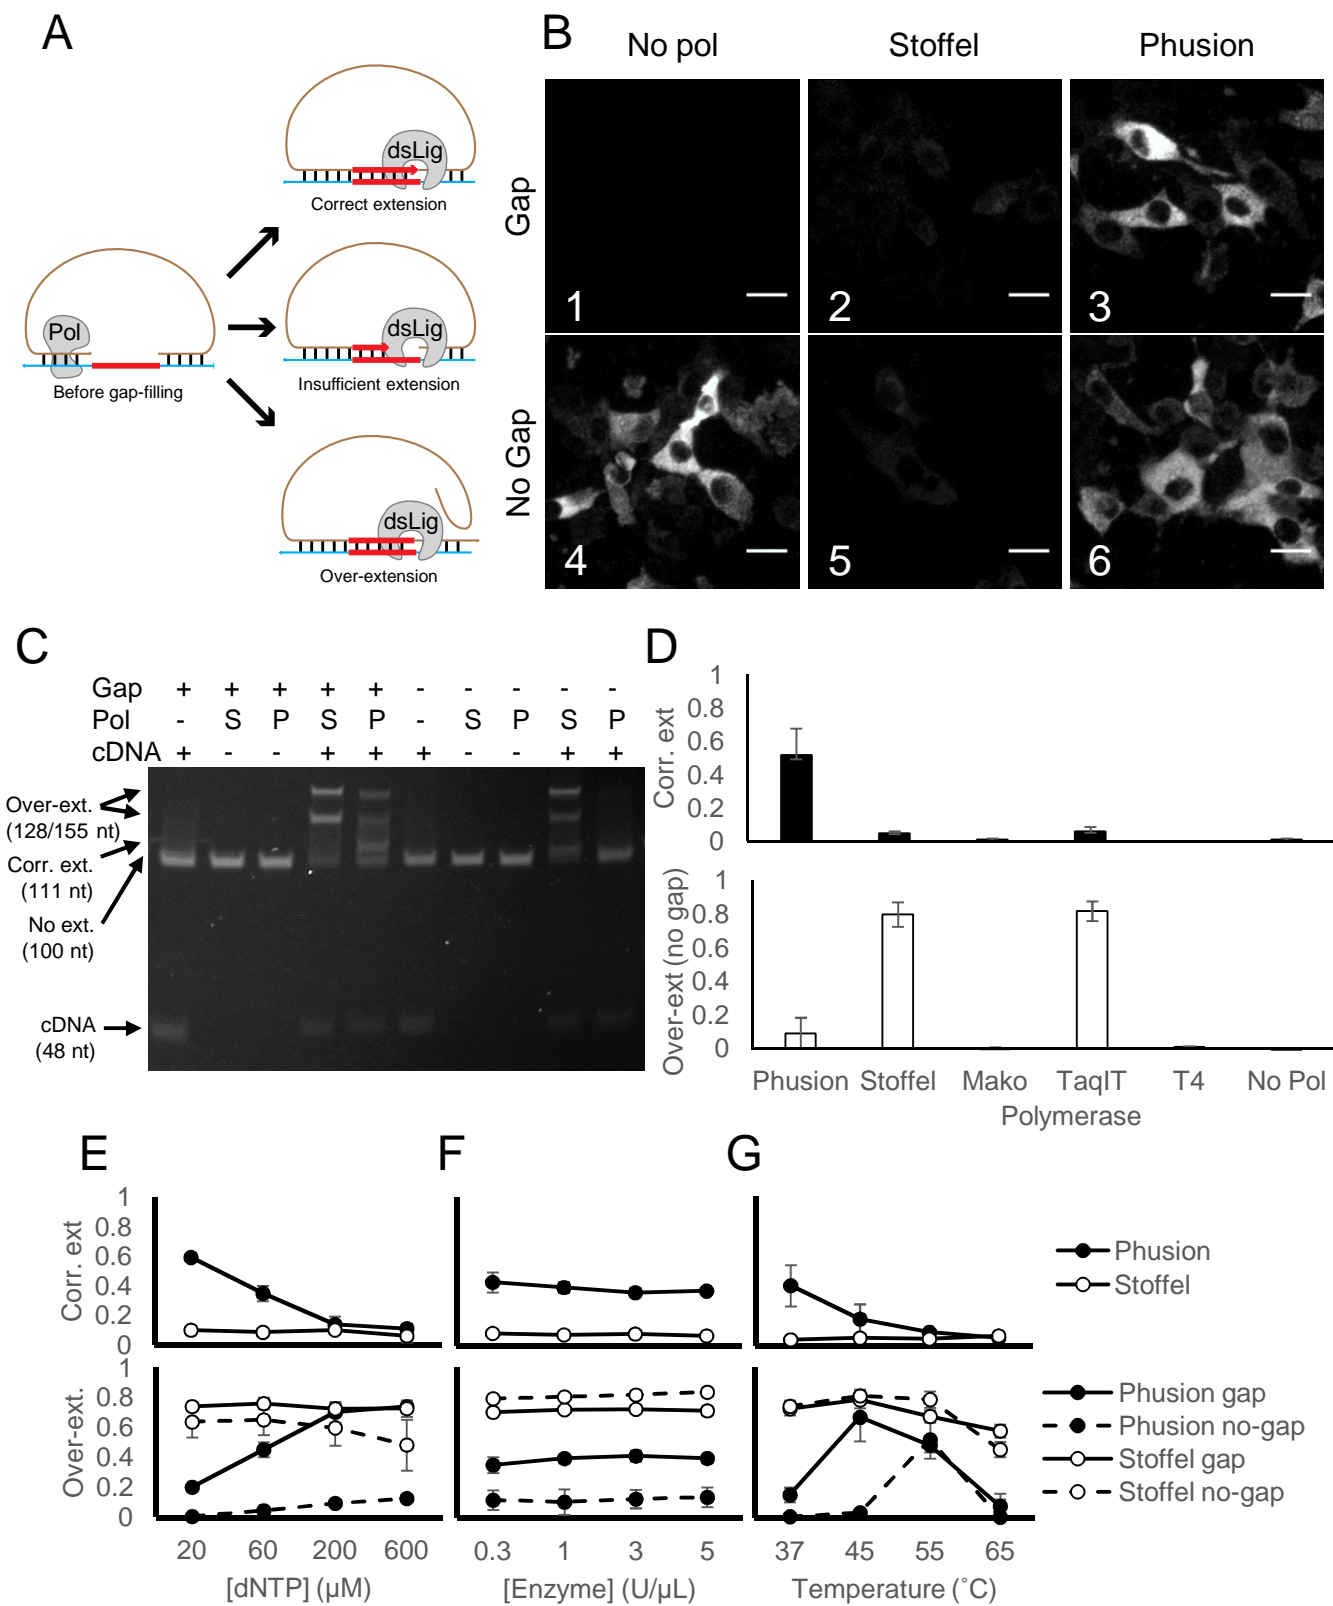 A
dsLig
Correct extension
Pol
Before gap-filling
dsLig
Insufficient extension
dsLig
Over-extension
B
No pol
Stoffel
Phusion
Gap
1
2
3
No Gap
4
5
6
C
Gap + + + + + - - - - -
Pol - S P S P - S P S P
cDNA + - - + + + - - + +
Over-ext.
(128/155 nt)
Corr. ext.
(111 nt)
No ext.
(100 nt)
cDNA
(48 nt)
D
Corr. ext
1
0.8
0.6
0.4
0.2
0
Over-ext (no gap)
1
0.8
0.6
0.4
0.2
0
Phusion Stoffel Mako TaqIT T4 No Pol
Polymerase
E
Corr. ext
1
0.8
0.6
0.4
0.2
0
Over-ext.
1
0.8
0.6
0.4
0.2
0
20 60 200 600
[dNTP] (µM)
F
0.3 1 3 5
[Enzyme] (U/µL)
G
37 45 55 65
Temperature (˚C)
Phusion
Stoffel
Phusion gap
Phusion no-gap
Stoffel gap
Stoffel no-gap